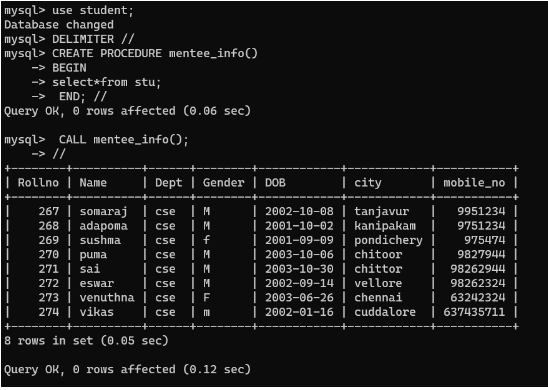 mysql> use student;
Database changed
mysql> DELIMITER //
mysql> CREATE PROCEDURE mentee_info()
    -> BEGIN
    -> select*from stu;
    ->  END; //
Query OK, 0 rows affected (0.06 sec)

mysql>  CALL mentee_info();
    -> //
+--------+----------+------+--------+------------+------------+-----------+
| Rollno | Name     | Dept | Gender | DOB        | city       | mobile_no |
+--------+----------+------+--------+------------+------------+-----------+
|    267 | somaraj  | cse  | M      | 2002-10-08 | tanjavur   |   9951234 |
|    268 | adapoma  | cse  | M      | 2001-10-02 | kanipakam  |   9751234 |
|    269 | sushma   | cse  | f      | 2001-09-09 | pondichery |    975474 |
|    270 | puma     | cse  | M      | 2003-10-06 | chitoor    |   9827944 |
|    271 | sai      | cse  | M      | 2003-10-30 | chittor    |  98262944 |
|    272 | eswar    | cse  | M      | 2002-09-14 | vellore    |  98262324 |
|    273 | venuthna | cse  | F      | 2003-06-26 | chennai    |  63242324 |
|    274 | vikas    | cse  | m      | 2002-01-16 | cuddalore  | 637435711 |
+--------+----------+------+--------+------------+------------+-----------+
8 rows in set (0.05 sec)

Query OK, 0 rows affected (0.12 sec)